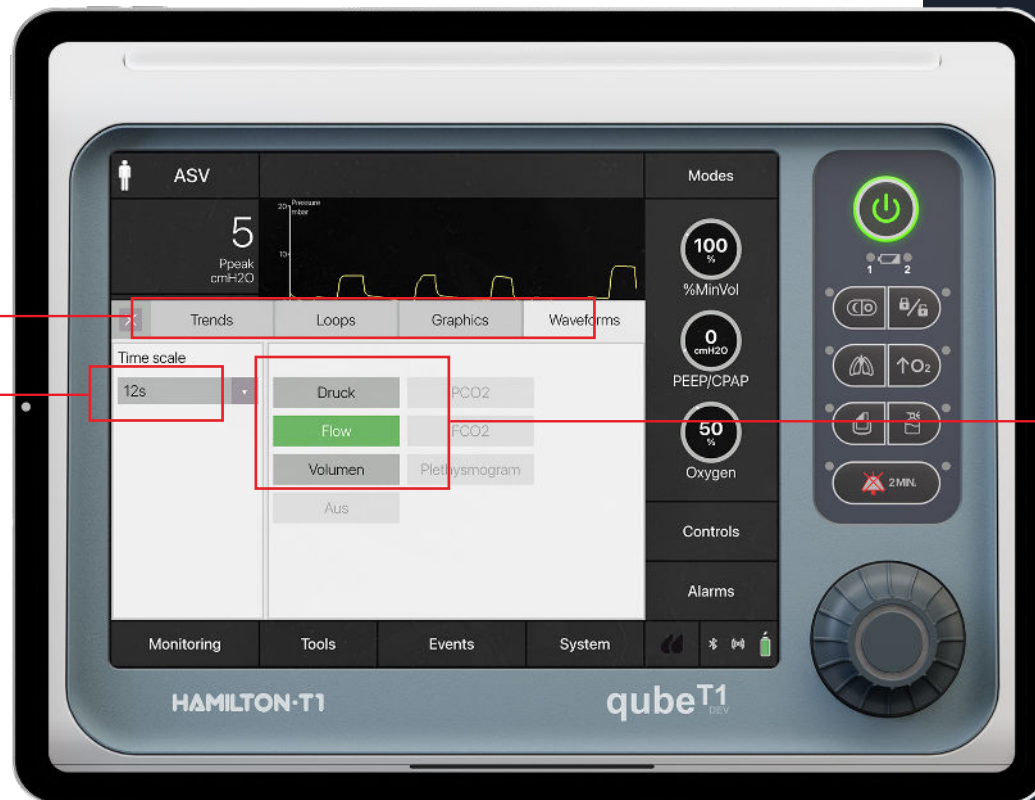 ASV
Modes
5
Ppeak
cmH2O
20
Pressure
mbar
10
100
%
%MinVol
X
Trends
Loops
Graphics
Waveforms
Time scale
12s
Druck
PCO2
Flow
FCO2
Volumen
Plethysmogram
Aus
0
cmH20
PEEP/CPAP
50
%
Oxygen
Controls
Alarms
Monitoring
Tools
Events
System
1
2
↑O₂
2 MIN.
HAMILTON·T1
qube T1
DEV